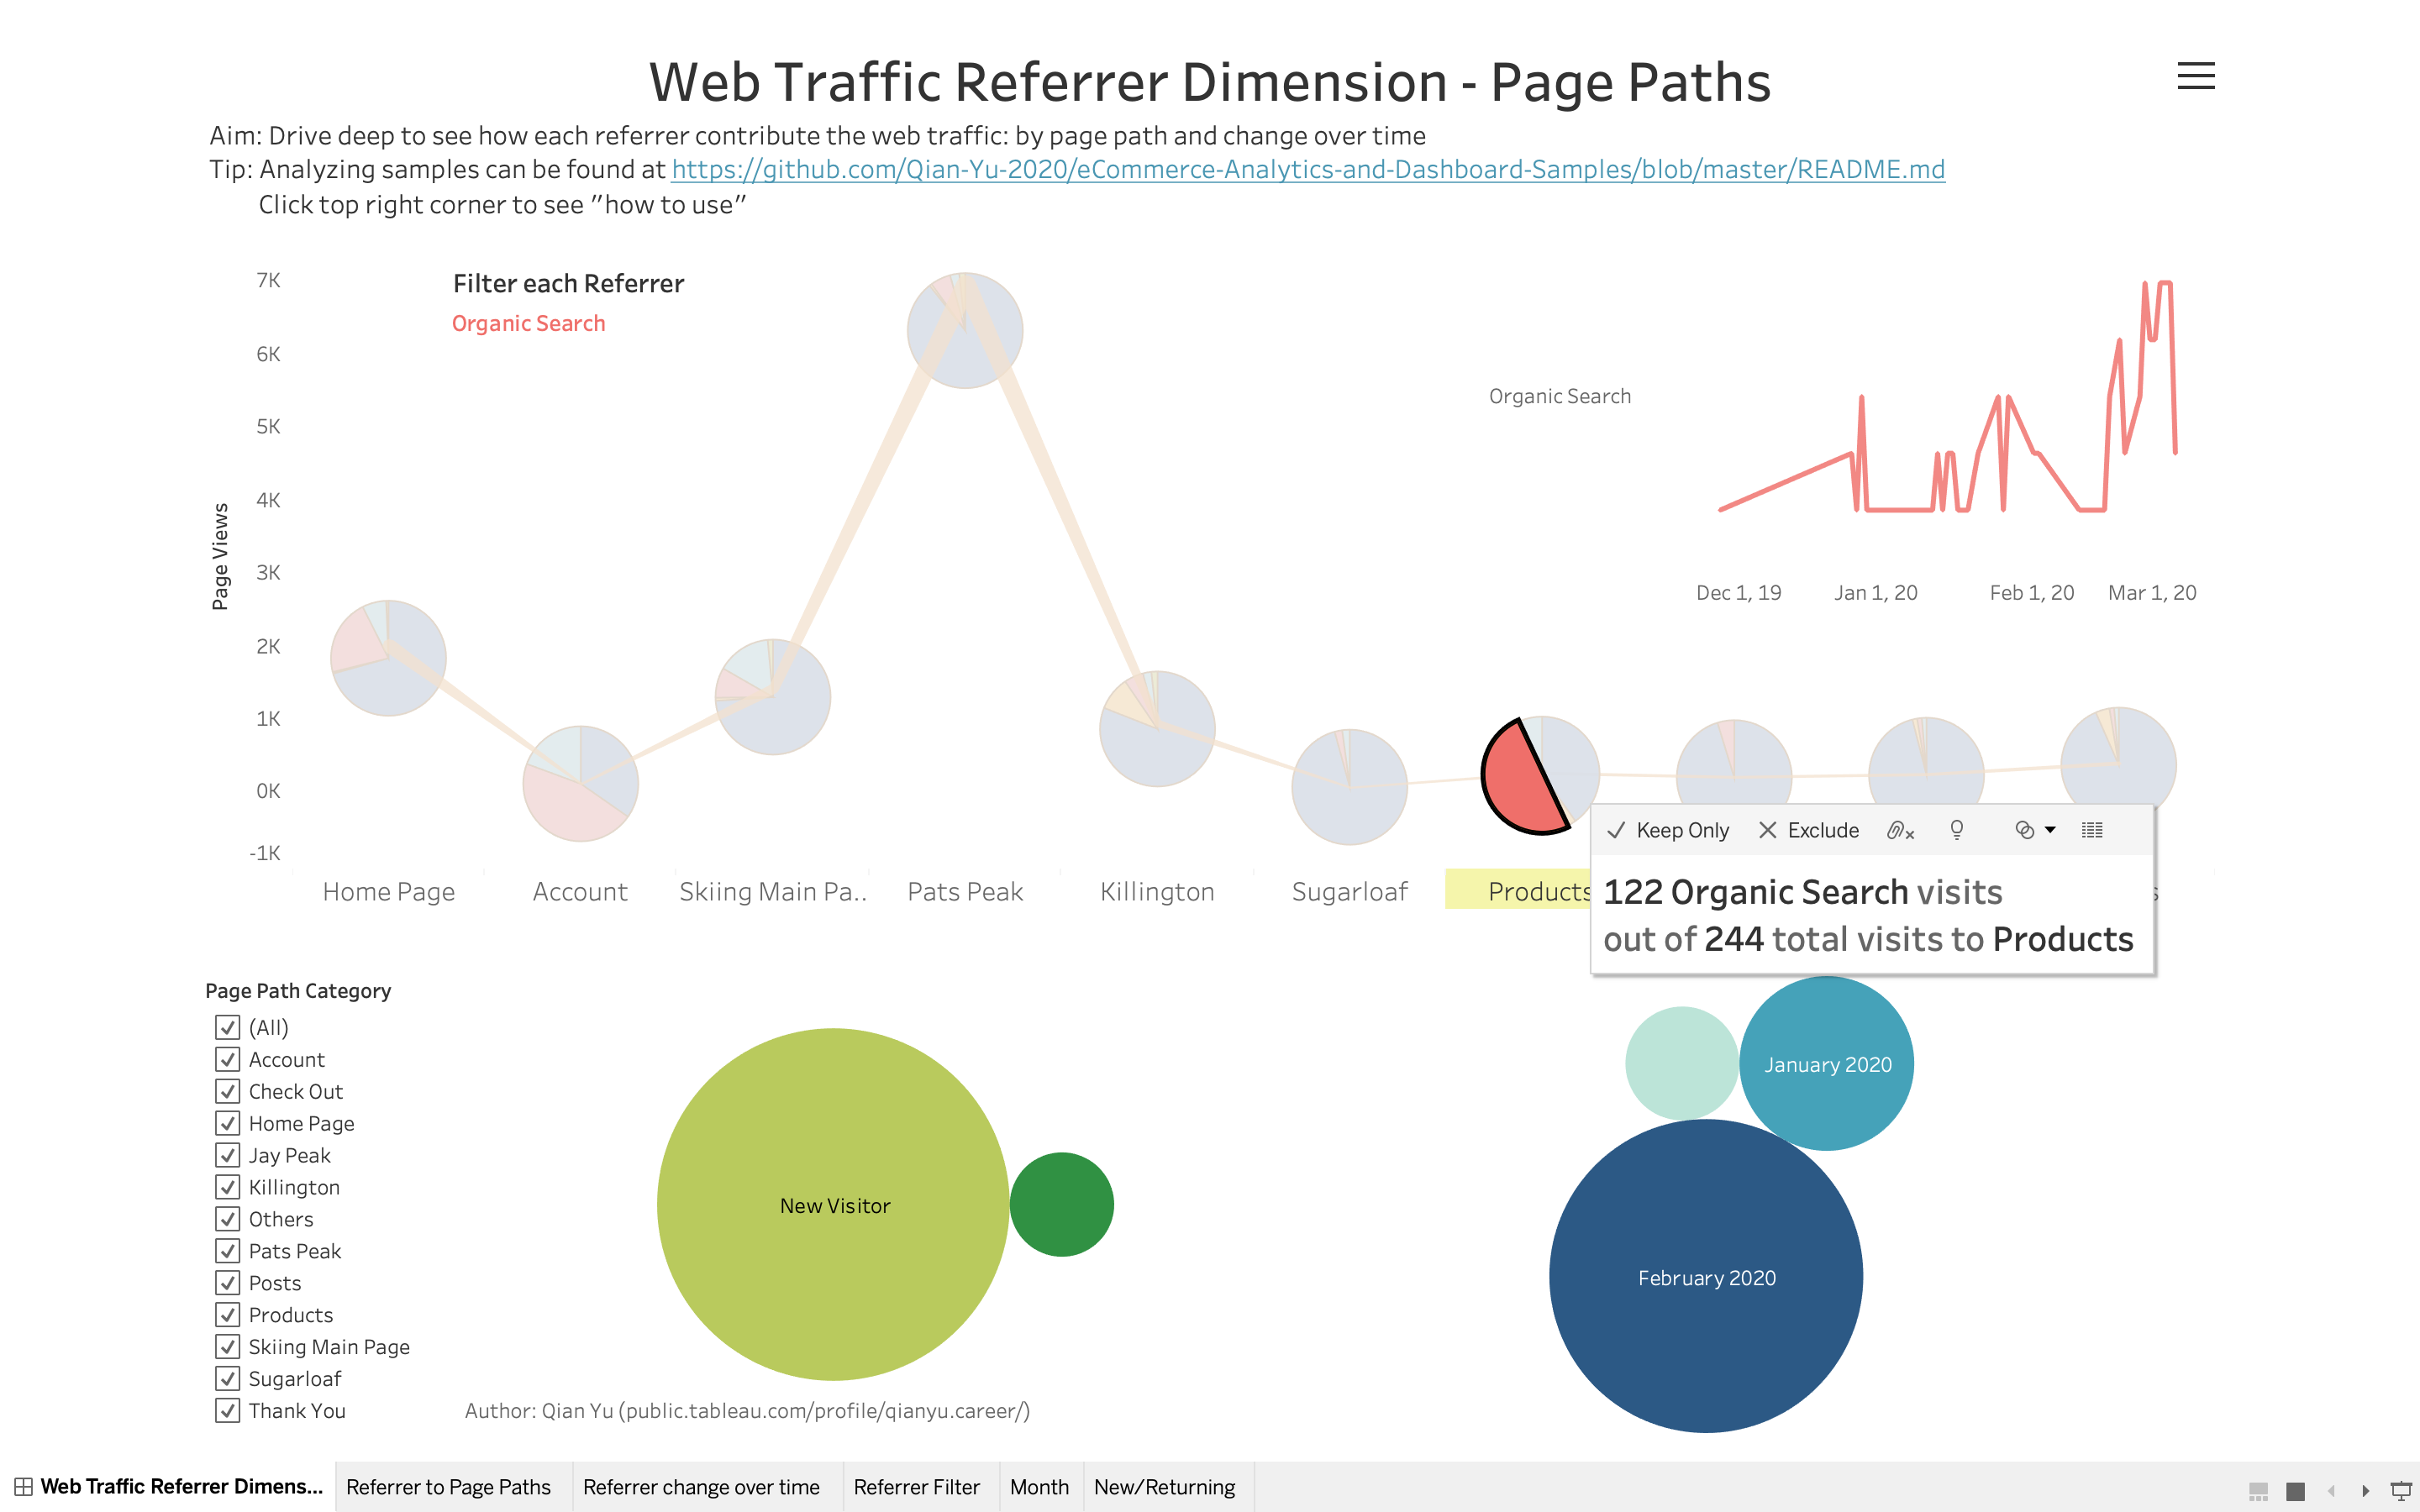 Web Traffic Referrer Dimension - Page Paths
Aim: Drive deep to see how each referrer contribute the web traffic: by page path and change over time
Tip: Analyzing samples can be found at https://github.com/Qian-Yu-2020/eCommerce-Analytics-and-Dashboard-Samples/blob/master/README.md
Click top right corner to see "how to use"
Filter each Referrer
Organic Search
7K
6K
5K
4K
3K
2K
1K
0K
-1K
Page Views
Organic Search
Dec 1, 19 Jan 1, 20 Feb 1, 20 Mar 1, 20
Home Page Account Skiing Main Pa.. Pats Peak Killington Sugarloaf Products
Keep Only Exclude
122 Organic Search visits
out of 244 total visits to Products
Page Path Category
(All)
Account
Check Out
Home Page
Jay Peak
Killington
Others
Pats Peak
Posts
Products
Skiing Main Page
Sugarloaf
Thank You
New Visitor
January 2020
February 2020
Author: Qian Yu (public.tableau.com/profile/qianyu.career/)
Web Traffic Referrer Dimens... Referrer to Page Paths Referrer change over time Referrer Filter Month New/Returning